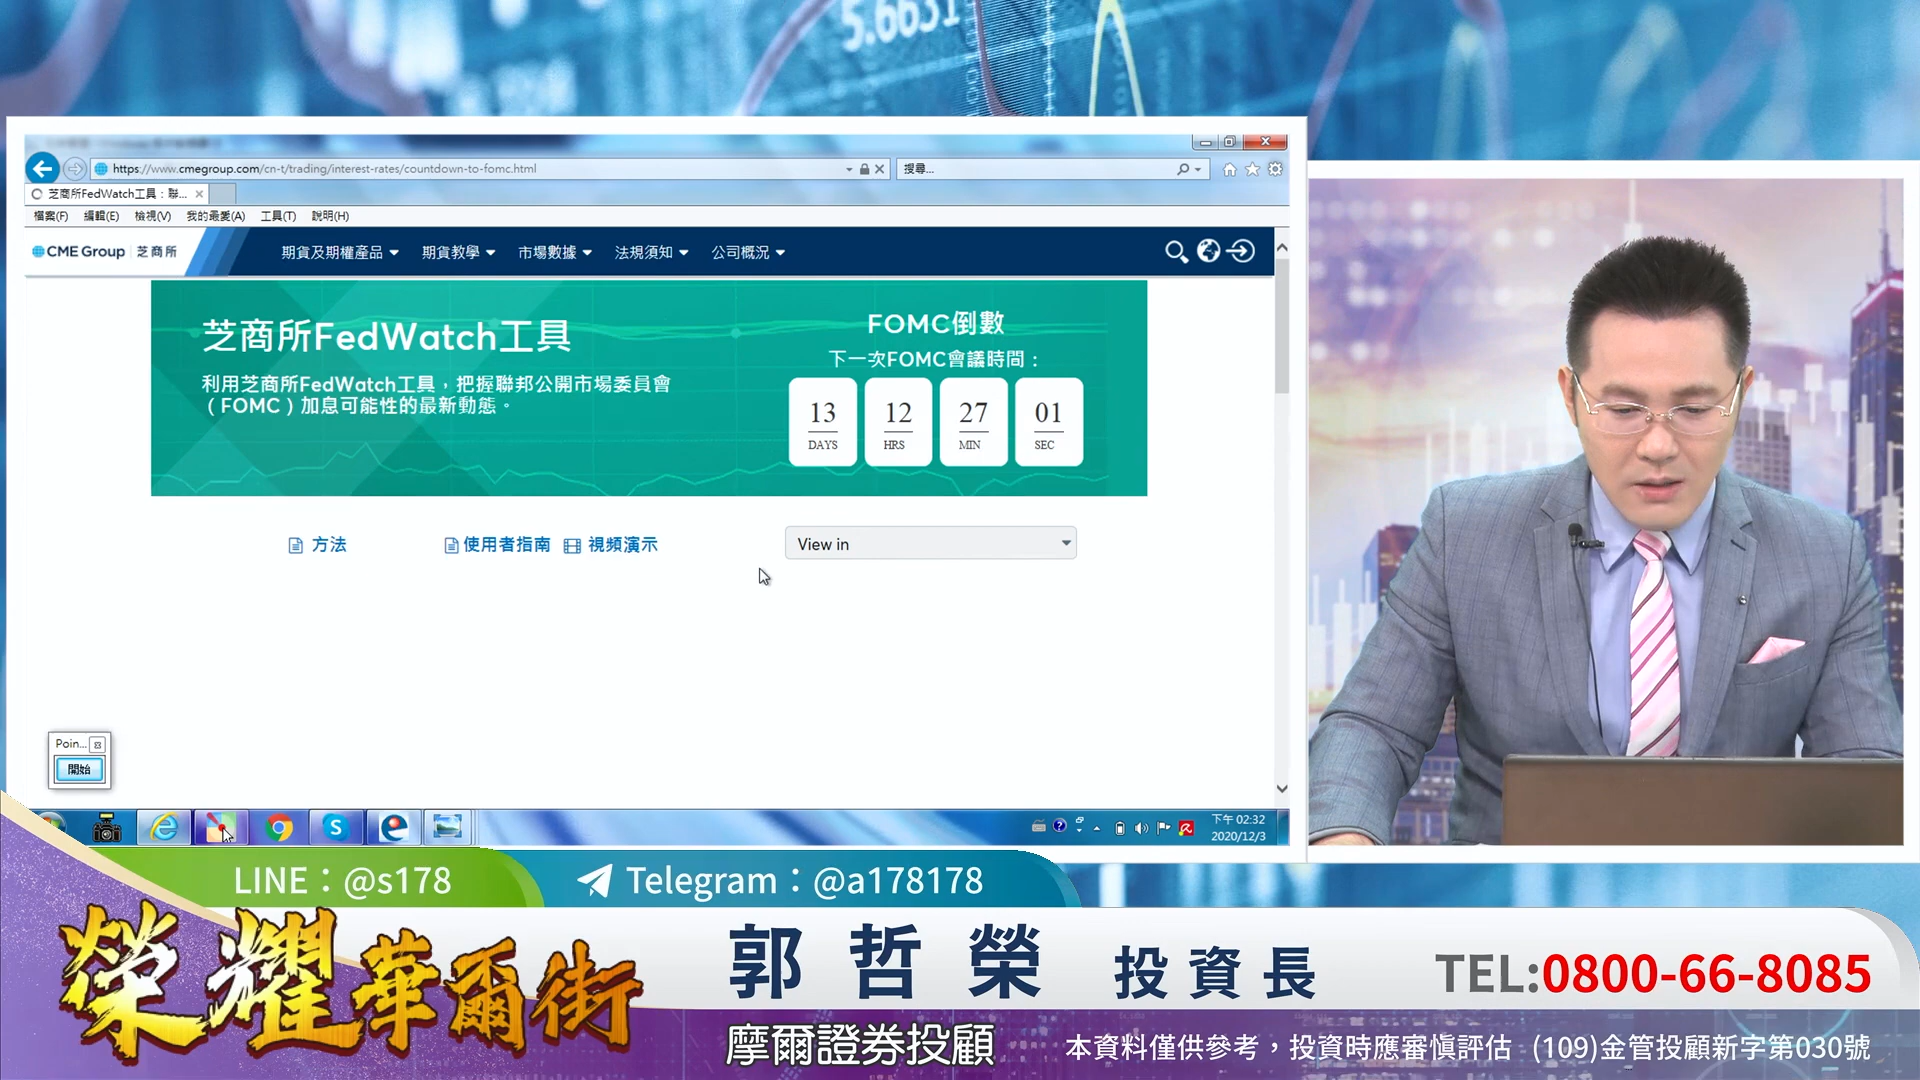 5.6631
https://www.cmegroup.com/cn-t/trading/interest-rates/countdown-to-fomc.html
搜尋...
芝商所FedWatch工具：聯...
檔案(F) 編輯(E) 檢視(V) 我的最愛(A) 工具(T) 說明(H)
CME Group 芝商所 期貨及期權產品 期貨教學 市場數據 法規須知 公司概況
芝商所FedWatch工具
利用芝商所FedWatch工具，把握聯邦公開市場委員會
（FOMC）加息可能性的最新動態。
FOMC倒數
下一次FOMC會議時間：
13 12 27 01
DAYS HRS MIN SEC
方法 使用者指南 視頻演示 View in
Poin...
開始
下午 02:32
2020/12/3
LINE：@s178 Telegram：@a178178
榮耀華爾街
郭哲榮 投資長 TEL:0800-66-8085
摩爾證券投顧 本資料僅供參考，投資時應審慎評估 (109)金管投顧新字第030號